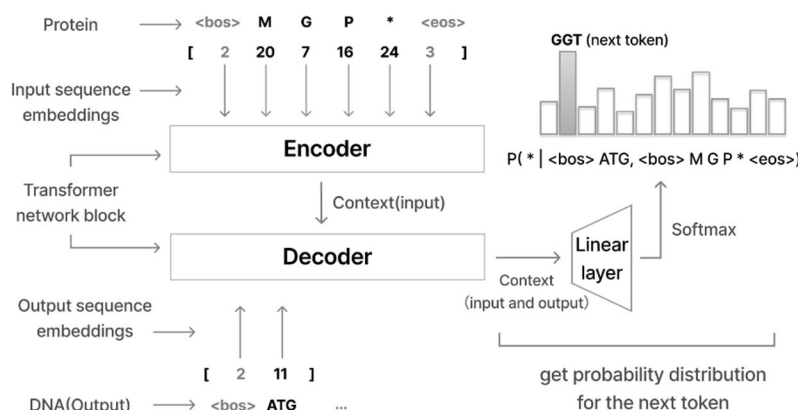 Protein
<bos> M G P * <eos>
[ 2 20 7 16 24 3 ]
Input sequence
embeddings
Encoder
Transformer
network block
Context(input)
Decoder
Output sequence
embeddings
[ 2 11 ]
DNA(Output)
<bos> ATG ...
GGT (next token)
P( * | <bos> ATG, <bos> M G P * <eos>)
Softmax
Linear
layer
Context
(input and output)
get probability distribution
for the next token